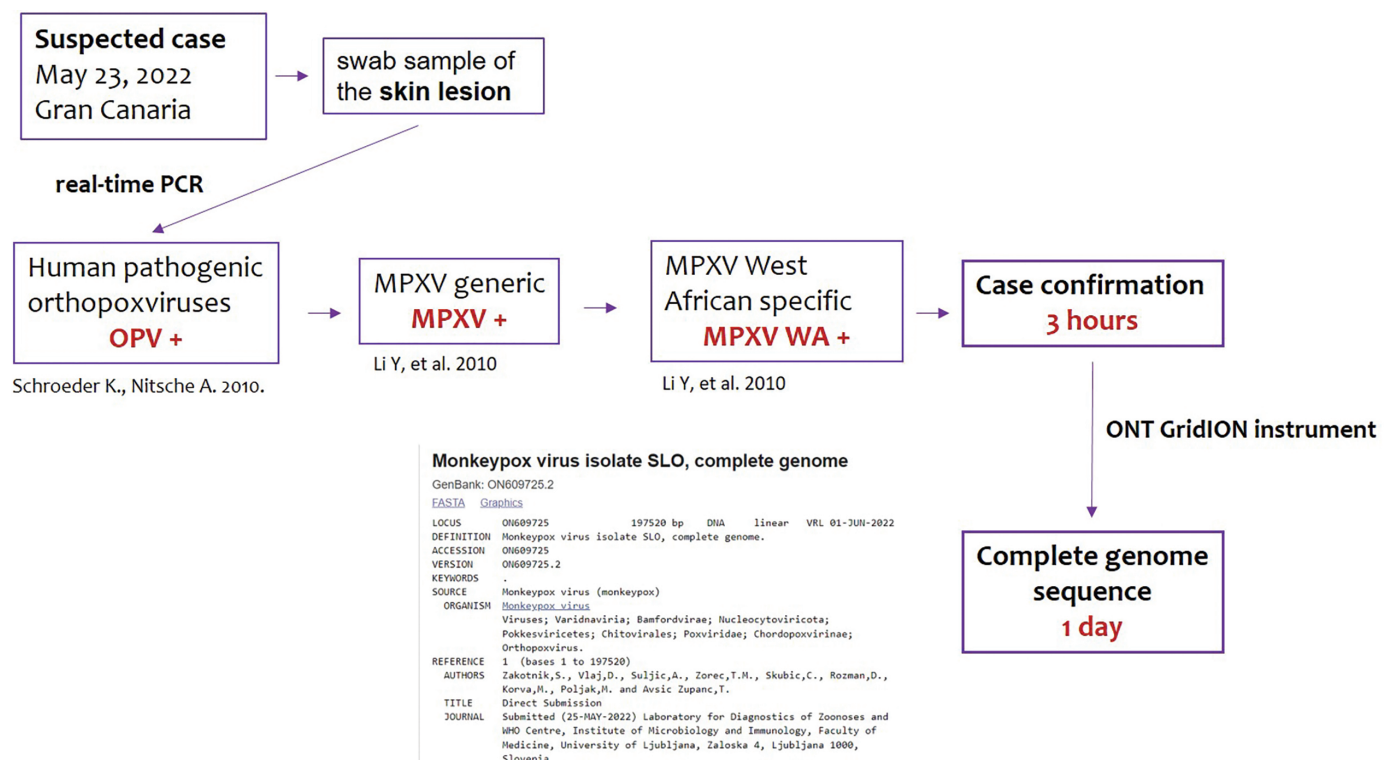 Suspected case
May 23, 2022
Gran Canaria
swab sample of
the skin lesion
real-time PCR
Human pathogenic
orthopoxviruses
OPV +
Schroeder K., Nitsche A. 2010.
MPXV generic
MPXV +
Li Y, et al. 2010
MPXV West
African specific
MPXV WA +
Li Y, et al. 2010
Case confirmation
3 hours
ONT GridION instrument
Complete genome
sequence
1 day
Monkeypox virus isolate SLO, complete genome
GenBank: ON609725.2
FASTA Graphics
LOCUS ON609725 197520 bp DNA linear VRL 01-JUN-2022
DEFINITION Monkeypox virus isolate SLO, complete genome.
ACCESSION ON609725
VERSION ON609725.2
KEYWORDS .
SOURCE Monkeypox virus (monkeypox)
ORGANISM Monkeypox virus
Viruses; Varidnaviria; Bamfordvirae; Nucleocytoviricota;
Pokkesviricetes; Chitovirales; Poxviridae; Chordopoxvirinae;
Orthopoxvirus.
REFERENCE 1 (bases 1 to 197520)
AUTHORS Zakotnik,S., Vlaj,D., Suljic,A., Zorec,T.M., Skubic,C., Rozman,D.,
Korva,M., Poljak,M. and Avsic Zupanc,T.
TITLE Direct Submission
JOURNAL Submitted (25-MAY-2022) Laboratory for Diagnostics of Zoonoses and
WHO Centre, Institute of Microbiology and Immunology, Faculty of
Medicine, University of Ljubljana, Zaloska 4, Ljubljana 1000,
Slovenia